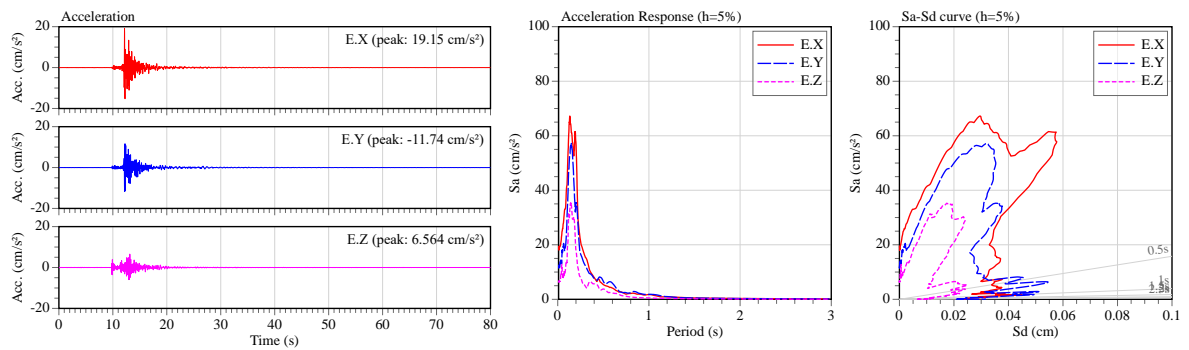 Acceleration
20
0
-20
Acc. (cm/s²)
E.X (peak: 19.15 cm/s²)
20
0
-20
Acc. (cm/s²)
E.Y (peak: -11.74 cm/s²)
20
0
-20
Acc. (cm/s²)
E.Z (peak: 6.564 cm/s²)
0 10 20 30 40 50 60 70 80
Time (s)
Acceleration Response (h=5%)
100
80
60
40
20
0
Sa (cm/s²)
E.X
E.Y
E.Z
0 1 2 3
Period (s)
Sa-Sd curve (h=5%)
100
80
60
40
20
0
Sa (cm/s²)
E.X
E.Y
E.Z
0.5s
1s
0 0.02 0.04 0.06 0.08 0.1
Sd (cm)